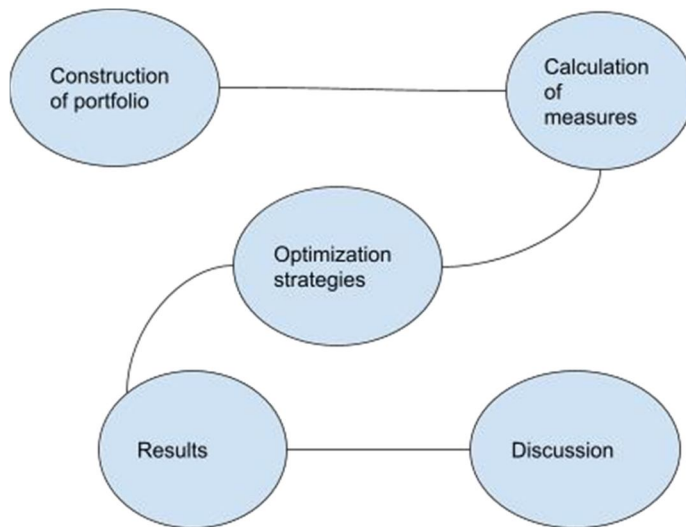 Construction
of portfolio
Calculation
of
measures
Optimization
strategies
Results
Discussion